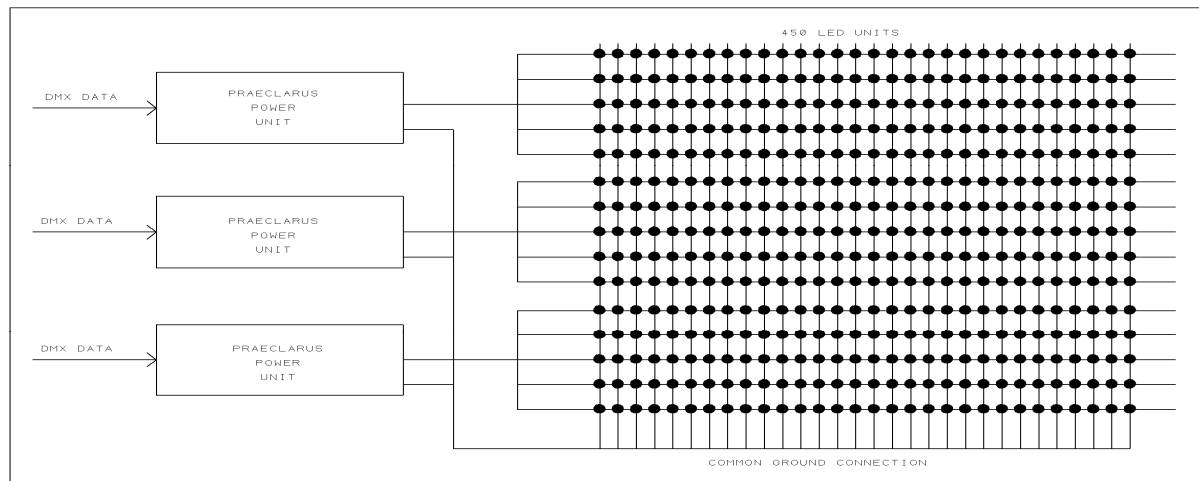 450 LED UNITS
DMX DATA
PRAECLARUS
POWER
UNIT
DMX DATA
PRAECLARUS
POWER
UNIT
DMX DATA
PRAECLARUS
POWER
UNIT
COMMON GROUND CONNECTION